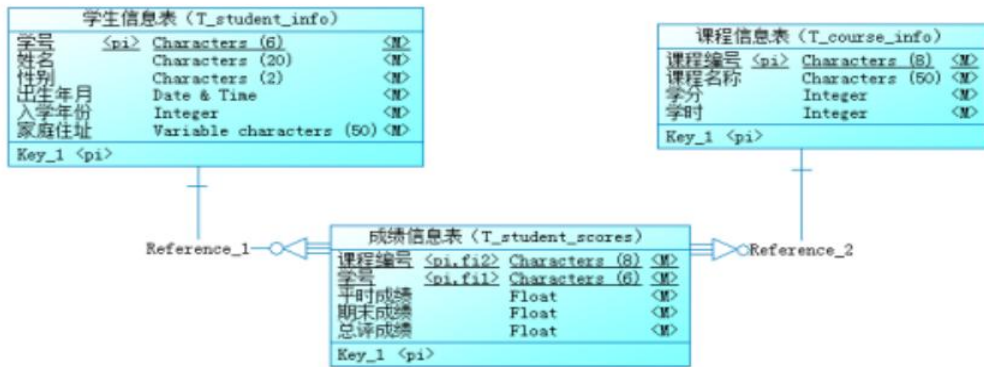 学生信息表（T_student_info）
学号 <pi> Characters (6) <M>
姓名 Characters (20) <M>
性别 Characters (2) <M>
出生年月 Date & Time <M>
入学年份 Integer <M>
家庭住址 Variable characters (50) <M>
Key_1 <pi>
课程信息表（T_course_info）
课程编号 <pi> Characters (8) <M>
课程名称 Characters (50) <M>
学分 Integer <M>
学时 Integer <M>
Key_1 <pi>
Reference_1
Reference_2
成绩信息表（T_student_scores）
课程编号 <pi,fi2> Characters (8) <M>
学号 <pi,fi1> Characters (6) <M>
平时成绩 Float <M>
期末成绩 Float <M>
总评成绩 Float <M>
Key_1 <pi>